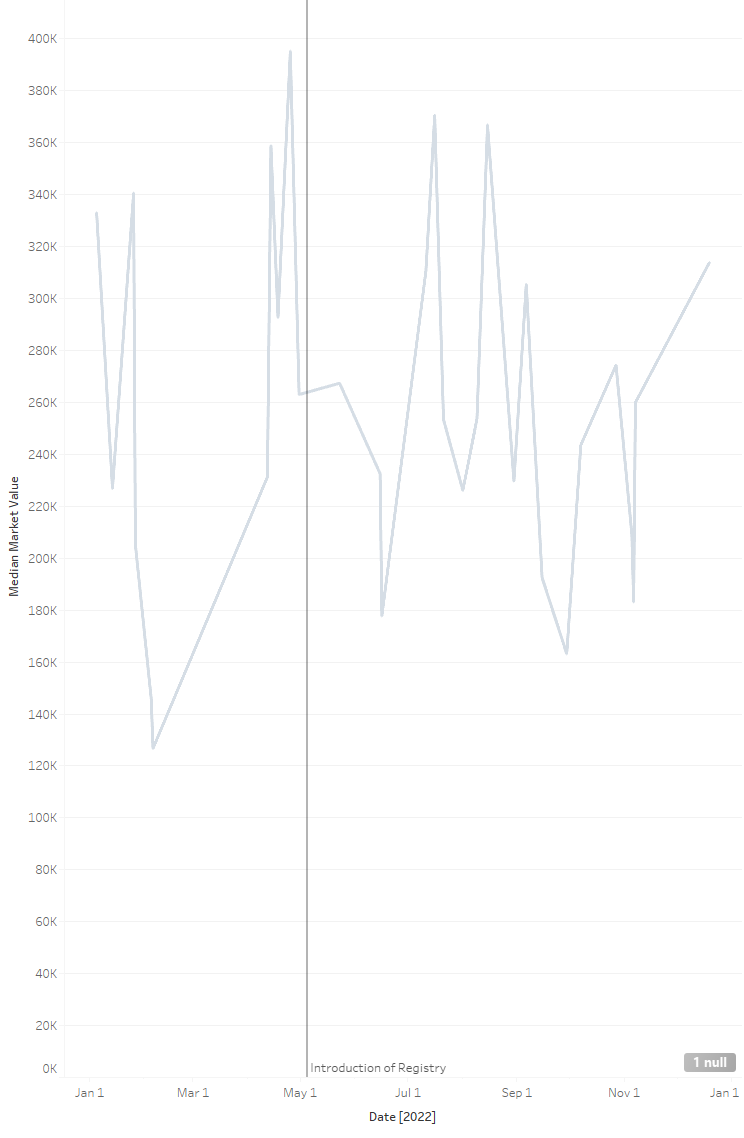 400K
380K
360K
340K
320K
300K
280K
260K
240K
220K
200K
180K
160K
140K
120K
100K
80K
60K
40K
20K
0K
Median Market Value
Introduction of Registry
1 null
Jan 1 Mar 1 May 1 Jul 1 Sep 1 Nov 1 Jan 1
Date [2022]